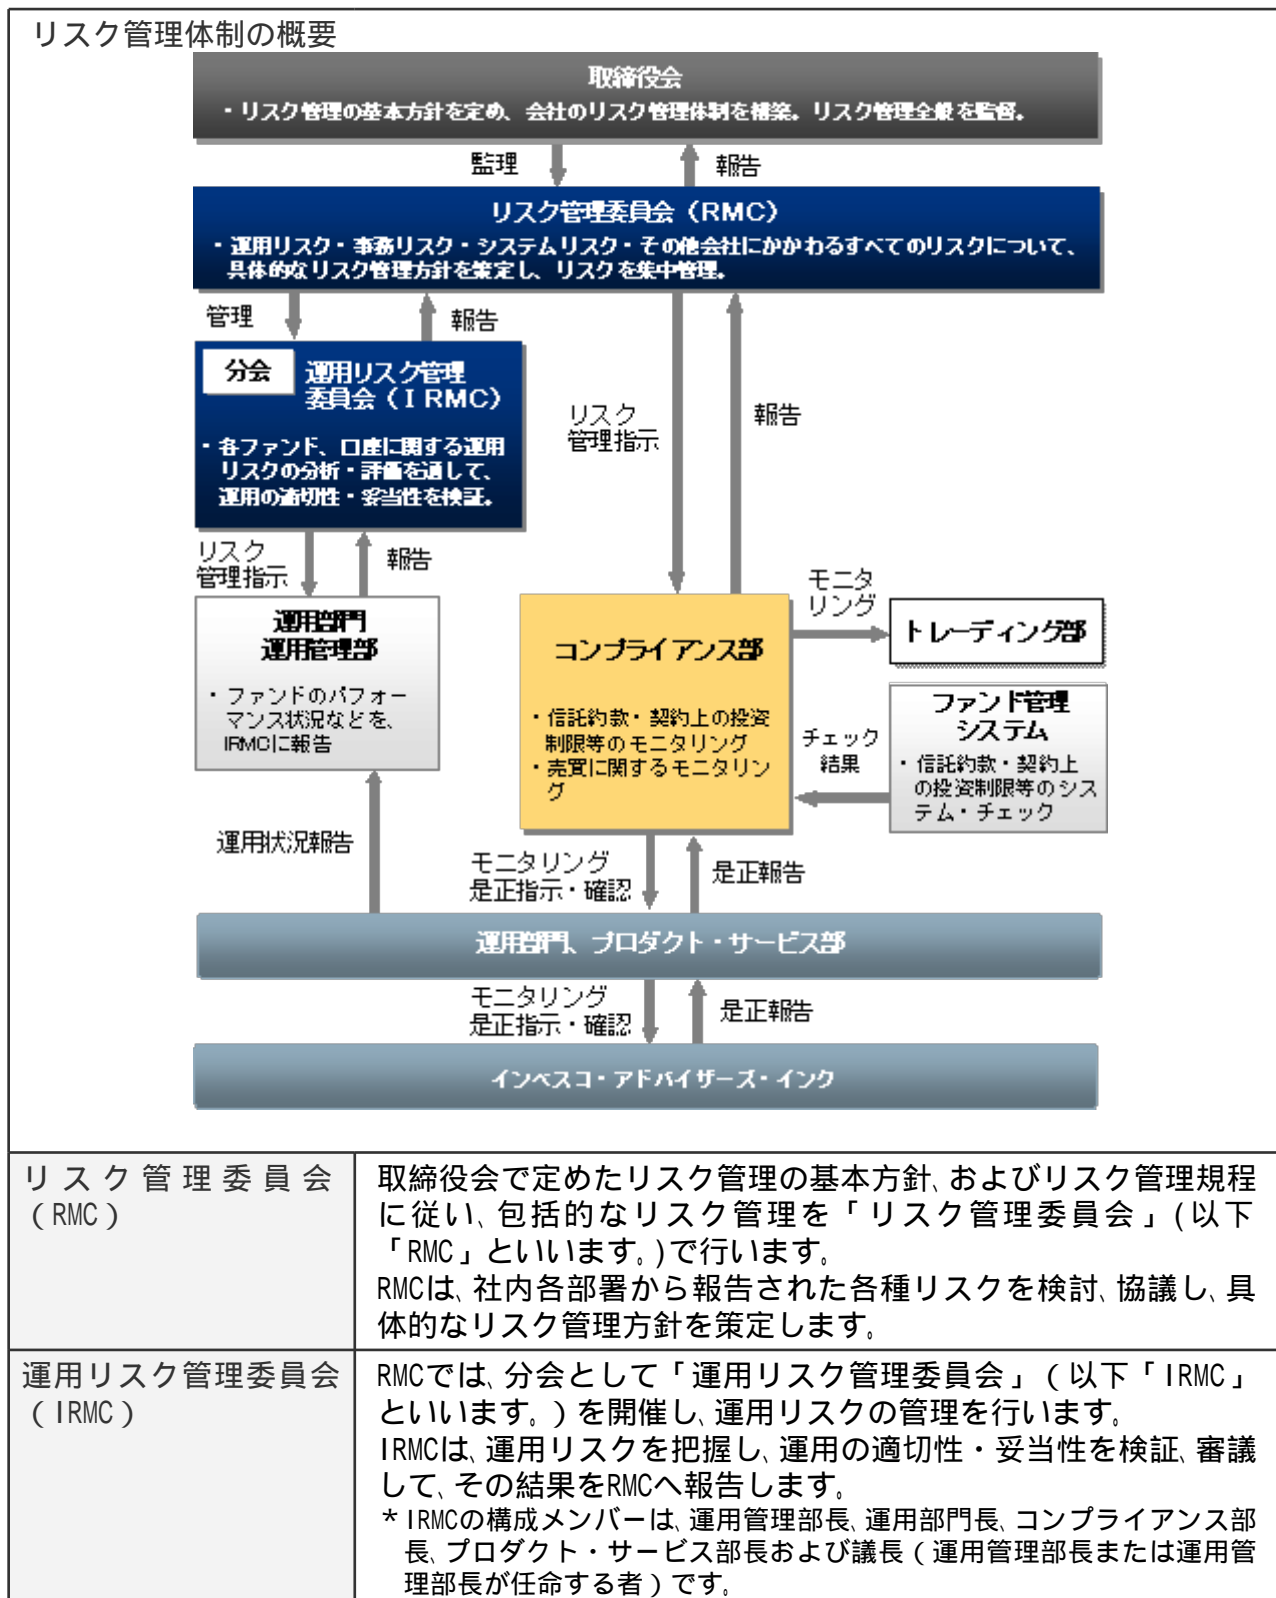 リスク管理体制の概要
取締役会
・リスク管理の基本方針を定め、会社のリスク管理体制を構築。リスク管理全般を監督。
監理
報告
リスク管理委員会（RMC）
・運用リスク・事務リスク・システムリスク・その他会社にかかわるすべてのリスクについて、
具体的なリスク管理方針を策定し、リスクを集中管理。
管理
報告
分会
運用リスク管理
委員会（IRMC）
・各ファンド、口座に関する運用
リスクの分析・評価を通して、
運用の適切性・妥当性を検証。
リスク
管理指示
報告
リスク
管理指示
報告
運用部門
運用管理部
・ファンドのパフォー
マンス状況などを、
IRMCに報告
コンプライアンス部
・信託約款・契約上の投資
制限等のモニタリング
・売買に関するモニタリン
グ
モニタ
リング
トレーディング部
チェック
結果
ファンド管理
システム
・信託約款・契約上
の投資制限等のシス
テム・チェック
運用状況報告
モニタリング
是正指示・確認
是正報告
運用部門、プロダクト・サービス部
モニタリング
是正指示・確認
是正報告
インベスコ・アドバイザーズ・インク
リスク管理委員会
（RMC）
取締役会で定めたリスク管理の基本方針、およびリスク管理規程
に従い、包括的なリスク管理を「リスク管理委員会」(以下
「RMC」といいます。)で行います。
RMCは、社内各部署から報告された各種リスクを検討、協議し、具
体的なリスク管理方針を策定します。
運用リスク管理委員会
（IRMC）
RMCでは、分会として「運用リスク管理委員会」（以下「IRMC」
といいます。）を開催し、運用リスクの管理を行います。
IRMCは、運用リスクを把握し、運用の適切性・妥当性を検証、審議
して、その結果をRMCへ報告します。
＊IRMCの構成メンバーは、運用管理部長、運用部門長、コンプライアンス部
長、プロダクト・サービス部長および議長（運用管理部長または運用管
理部長が任命する者）です。